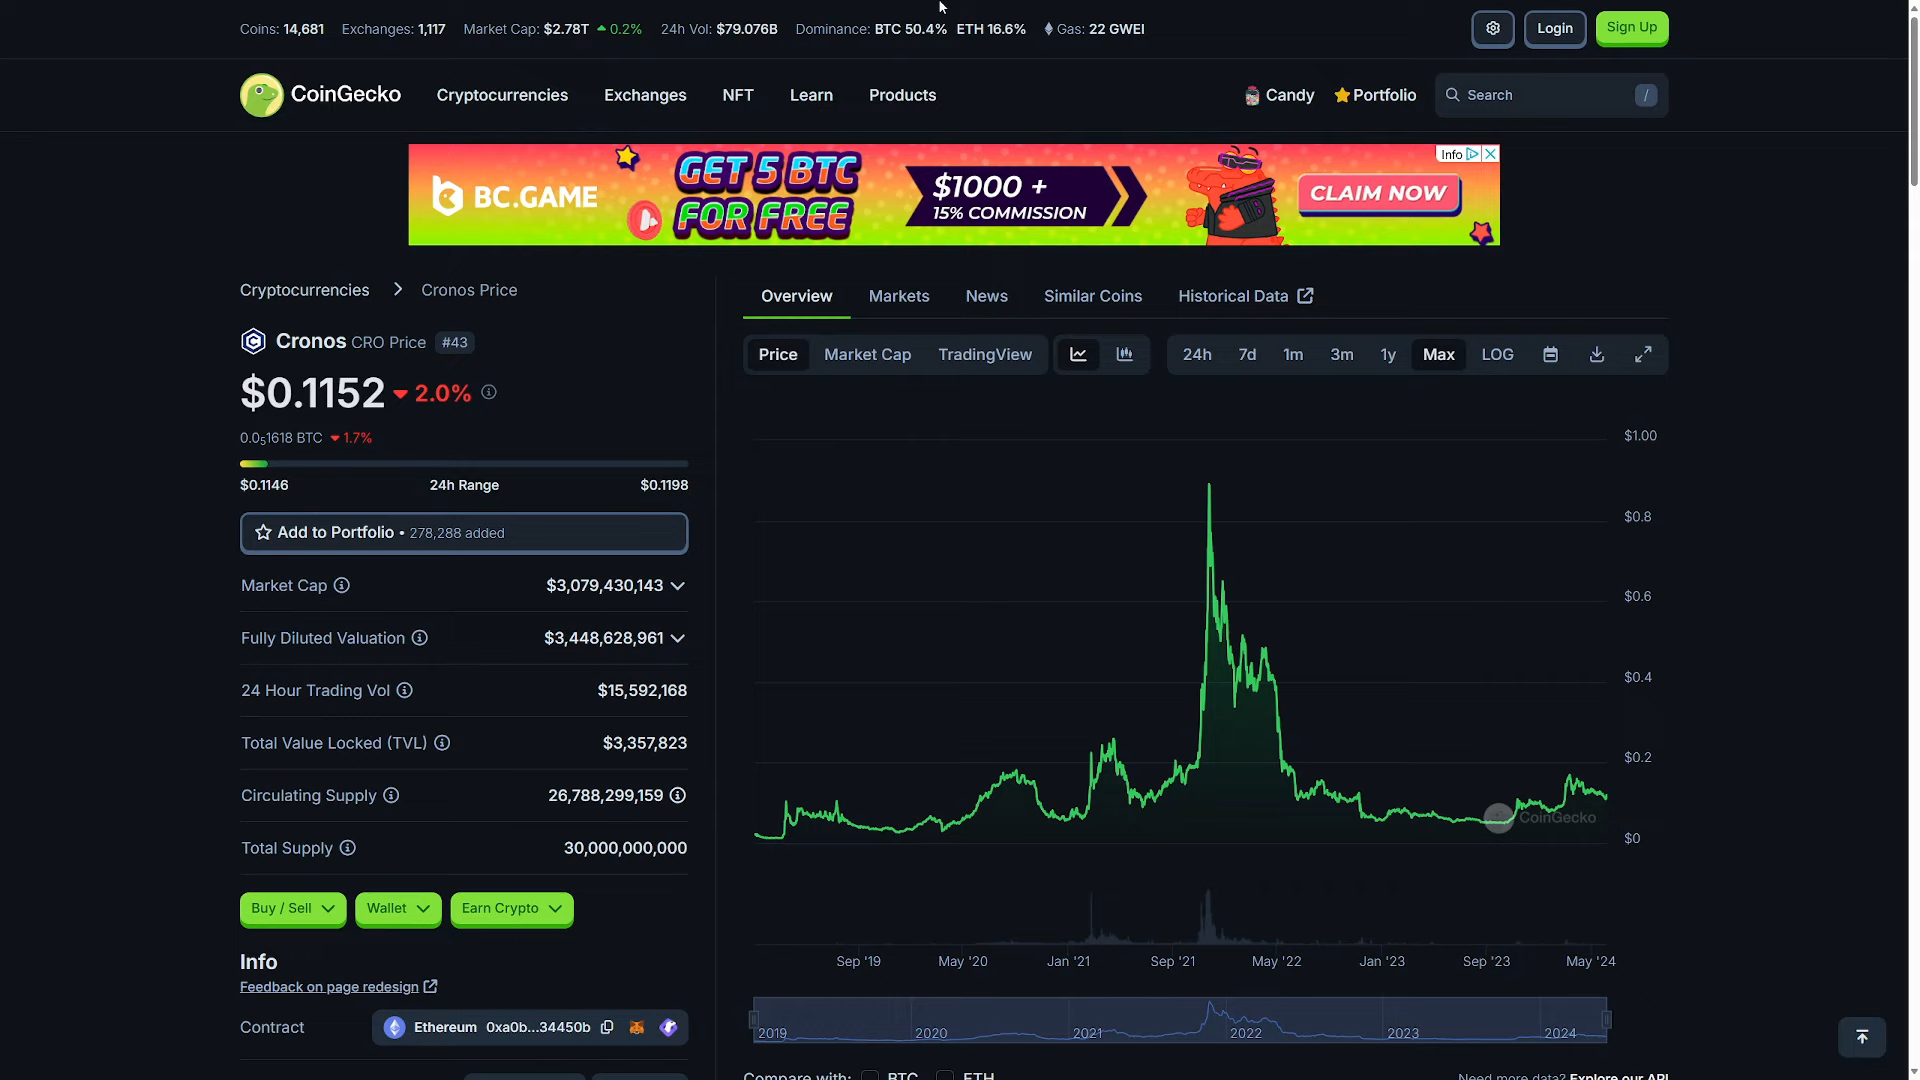 Coins: 14,681 Exchanges: 1,117 Market Cap: $2.78T 0.2% 24h Vol: $79.076B Dominance: BTC 50.4% ETH 16.6% Gas: 22 GWEI Login Sign Up
CoinGecko Cryptocurrencies Exchanges NFT Learn Products Candy Portfolio Search /
BC.GAME GET 5 BTC FOR FREE $1000 + 15% COMMISSION CLAIM NOW Info
Cryptocurrencies > Cronos Price
Cronos CRO Price #43
$0.1152 2.0%
0.0₅1618 BTC 1.7%
$0.1146 24h Range $0.1198
Add to Portfolio • 278,288 added
Market Cap $3,079,430,143
Fully Diluted Valuation $3,448,628,961
24 Hour Trading Vol $15,592,168
Total Value Locked (TVL) $3,357,823
Circulating Supply 26,788,299,159
Total Supply 30,000,000,000
Buy / Sell Wallet Earn Crypto
Info
Feedback on page redesign
Contract Ethereum 0xa0b...34450b
Overview Markets News Similar Coins Historical Data
Price Market Cap TradingView 24h 7d 1m 3m 1y Max LOG
$1.00
$0.8
$0.6
$0.4
$0.2
$0
CoinGecko
Sep '19 May '20 Jan '21 Sep '21 May '22 Jan '23 Sep '23 May '24
2019 2020 2021 2022 2023 2024
Compare with: BTC ETH Need more data? Explore our API